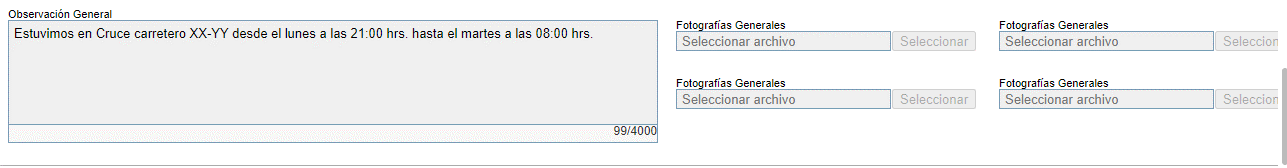 Observación General
Estuvimos en Cruce carretero XX-YY desde el lunes a las 21:00 hrs. hasta el martes a las 08:00 hrs.
99/4000
Fotografías Generales Fotografías Generales
Seleccionar archivo Seleccionar Seleccionar archivo Seleccion
Fotografías Generales Fotografías Generales
Seleccionar archivo Seleccionar Seleccionar archivo Seleccion